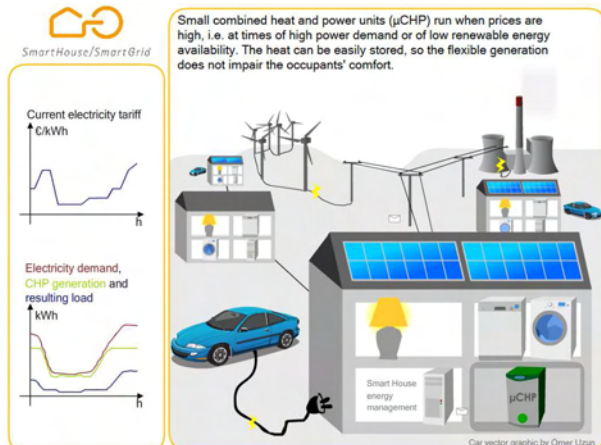 SmartHouse/SmartGrid
Small combined heat and power units (µCHP) run when prices are
high, i.e. at times of high power demand or of low renewable energy
availability. The heat can be easily stored, so the flexible generation
does not impair the occupants' comfort.
Current electricity tariff
€/kWh
h
Electricity demand,
CHP generation and
resulting load
kWh
h
Smart House
energy
management
µCHP
Car vector graphic by Ömer Uzun